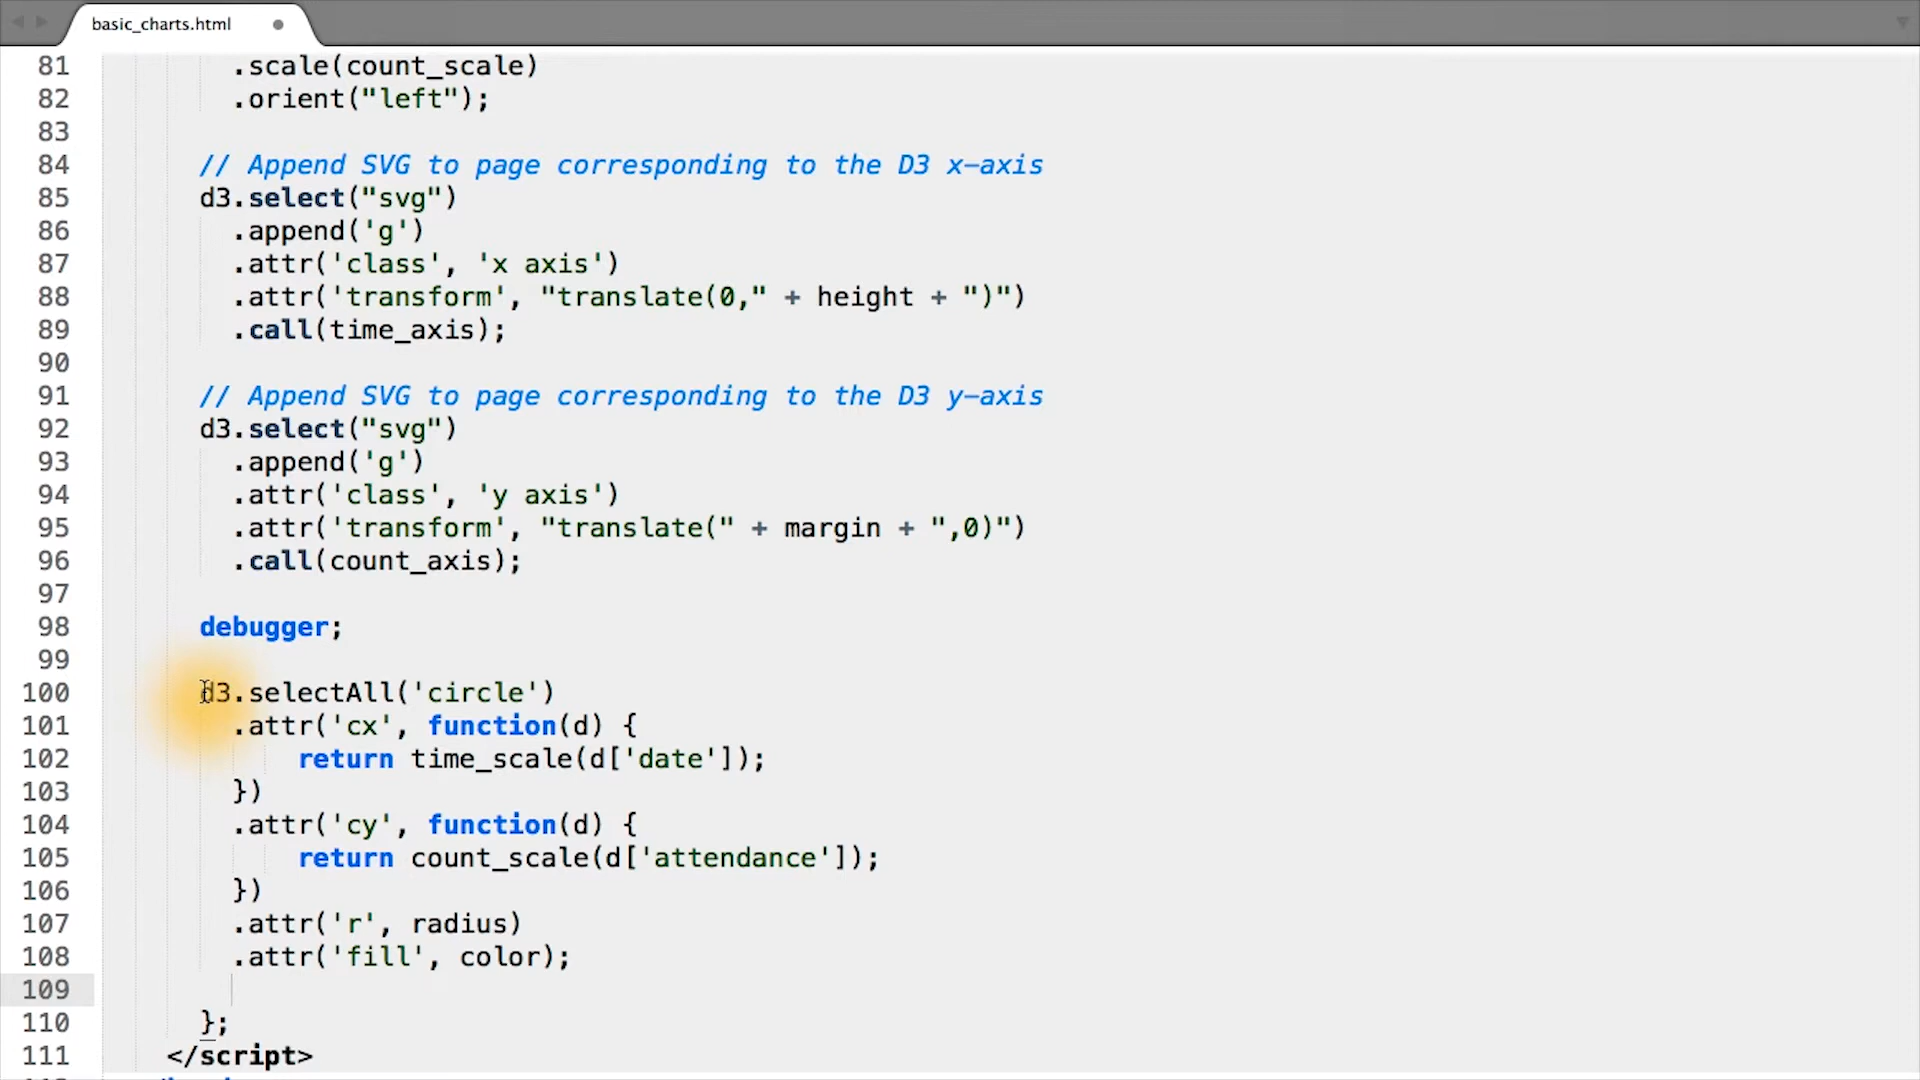 basic_charts.html
81 .scale(count_scale)
82 .orient("left");
83
84 // Append SVG to page corresponding to the D3 x-axis
85 d3.select("svg")
86 .append('g')
87 .attr('class', 'x axis')
88 .attr('transform', "translate(0," + height + ")")
89 .call(time_axis);
90
91 // Append SVG to page corresponding to the D3 y-axis
92 d3.select("svg")
93 .append('g')
94 .attr('class', 'y axis')
95 .attr('transform', "translate(" + margin + ",0)")
96 .call(count_axis);
97
98 debugger;
99
100 d3.selectAll('circle')
101 .attr('cx', function(d) {
102 return time_scale(d['date']);
103 })
104 .attr('cy', function(d) {
105 return count_scale(d['attendance']);
106 })
107 .attr('r', radius)
108 .attr('fill', color);
109
110 };
111 </script>